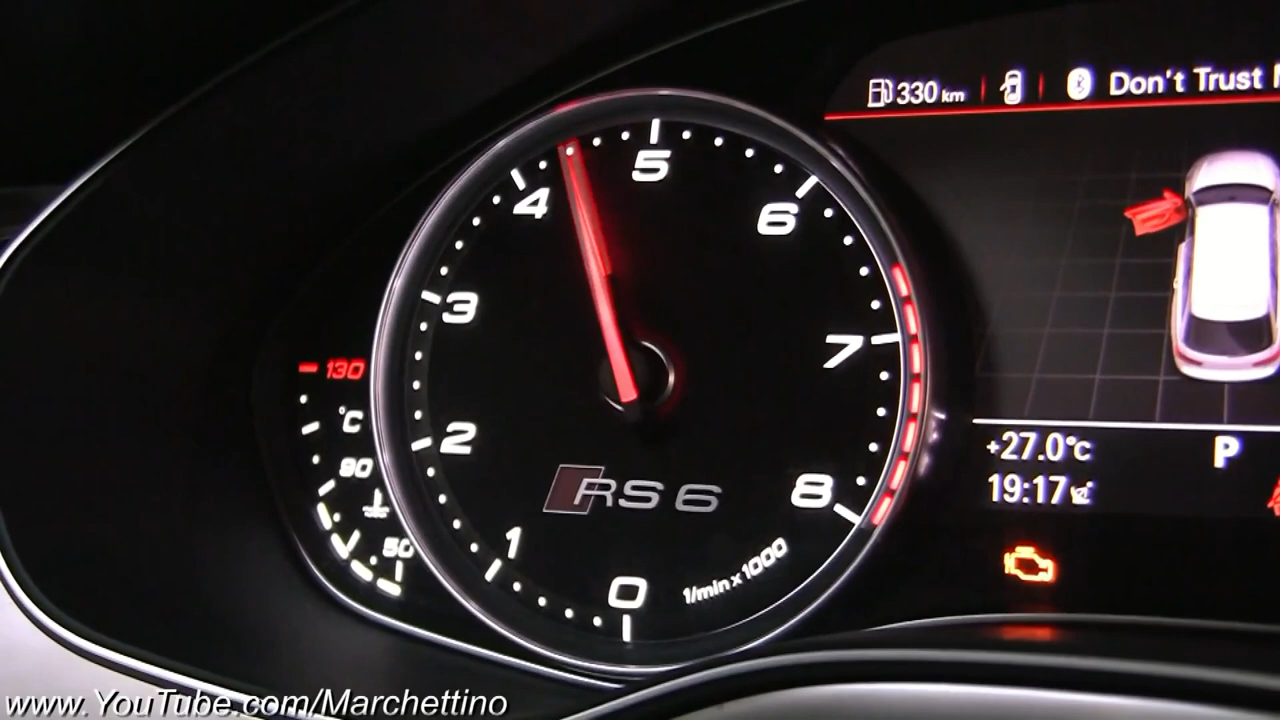 330 km
Don't Trust
5
4
6
3
130
7
°C
2
90
RS 6
8
50
1
0
1/min x 1000
+27.0°C
P
19:17
www.YouTube.com/Marchettino